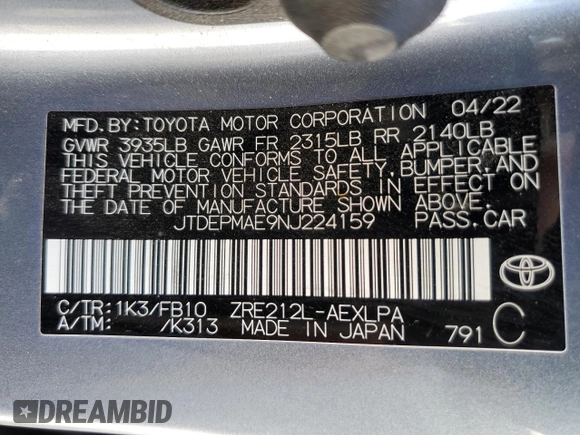 MFD.BY:TOYOTA MOTOR CORPORATION 04/22
GVWR 3935LB GAWR FR 2315LB RR 2140LB
THIS VEHICLE CONFORMS TO ALL APPLICABLE
FEDERAL MOTOR VEHICLE SAFETY,BUMPER,AND
THEFT PREVENTION STANDARDS IN EFFECT ON
THE DATE OF MANUFACTURE SHOWN ABOVE.
JTDEPMAE9NJ224159 PASS.CAR
TOYOTA
C/TR:1K3/FB10 ZRE212L-AEXLPA
A/TM: /K313 MADE IN JAPAN 791 C
DREAMBID